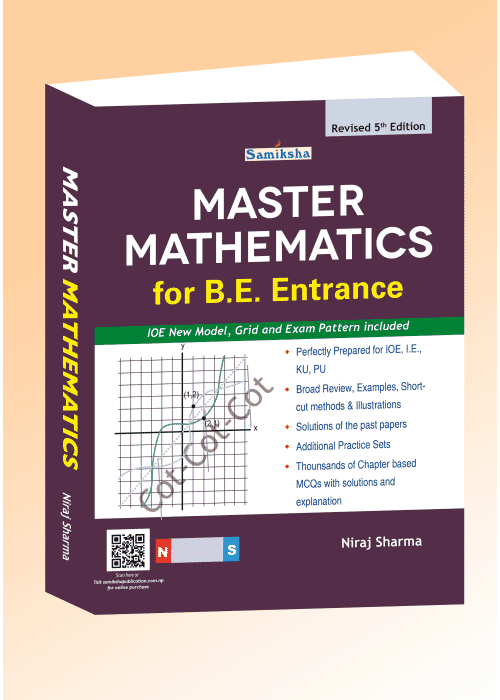 Revised 5th Edition
Samiksha
MASTER
MATHEMATICS
for B.E. Entrance
IOE New Model, Grid and Exam Pattern included
y
(1,2)
(2,1)
x
Cot-Cot-Cot
Perfectly Prepared for IOE, I.E.,
KU, PU
Broad Review, Examples, Short-
cut methods & Illustrations
Solutions of the past papers
Additional Practice Sets
Thounsands of Chapter based
MCQs with solutions and
explanation
Scan here or
Visit samikshapublication.com.np
for online purchase
N S
Niraj Sharma
MASTER MATHEMATICS
Niraj Sharma